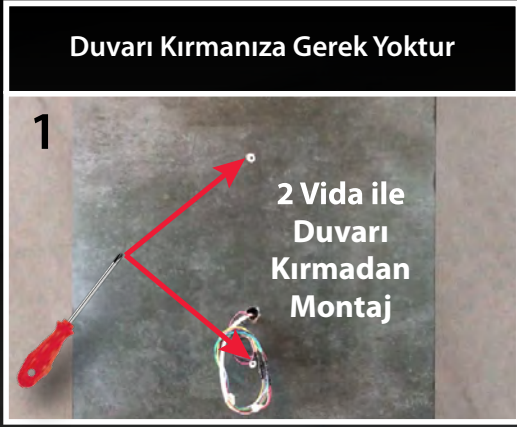 Duvarı Kırmanıza Gerek Yoktur
1
2 Vida ile
Duvarı
Kırmadan
Montaj